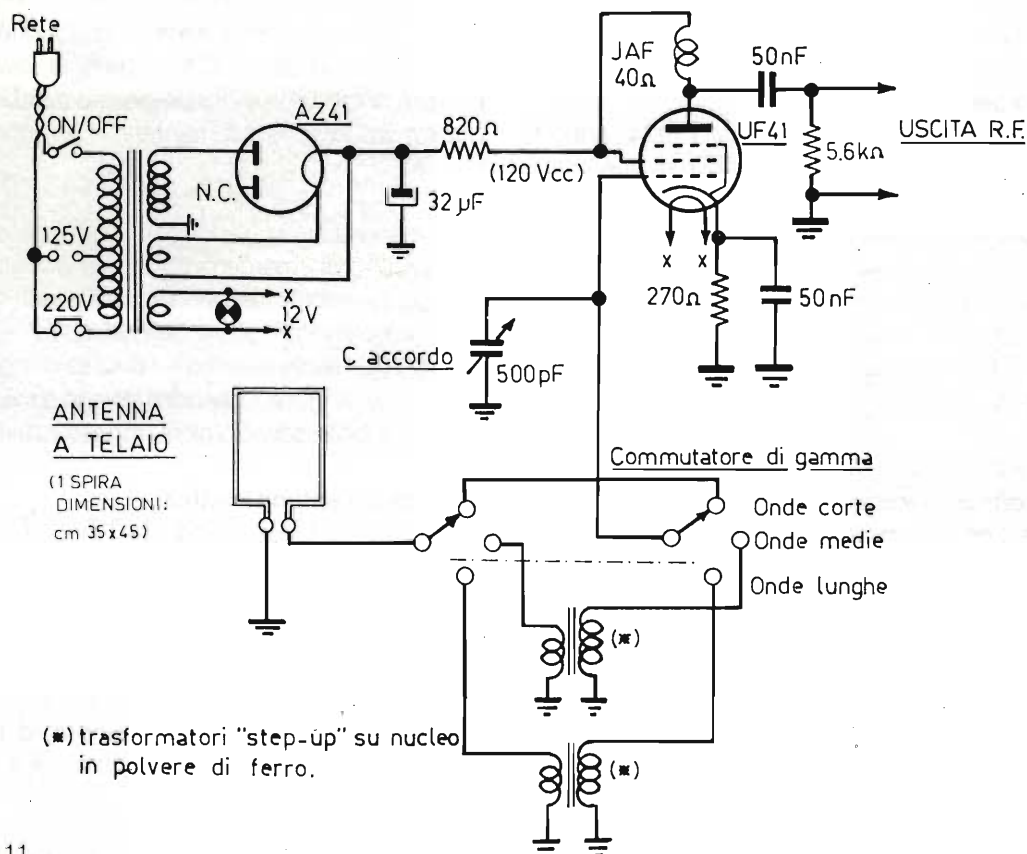 Rete
ON/OFF
125V
220V
AZ41
N.C.
12V
x
x
32 µF
820Ω
(120 Vcc)
JAF
40Ω
50nF
UF41
5.6kΩ
USCITA R.F.
x x
270Ω
50nF
C accordo
500pF
ANTENNA
A TELAIO
(1 SPIRA
DIMENSIONI:
cm 35x45)
Commutatore di gamma
Onde corte
Onde medie
Onde lunghe
(*)
(*)
(*) trasformatori "step-up" su nucleo
in polvere di ferro.
11